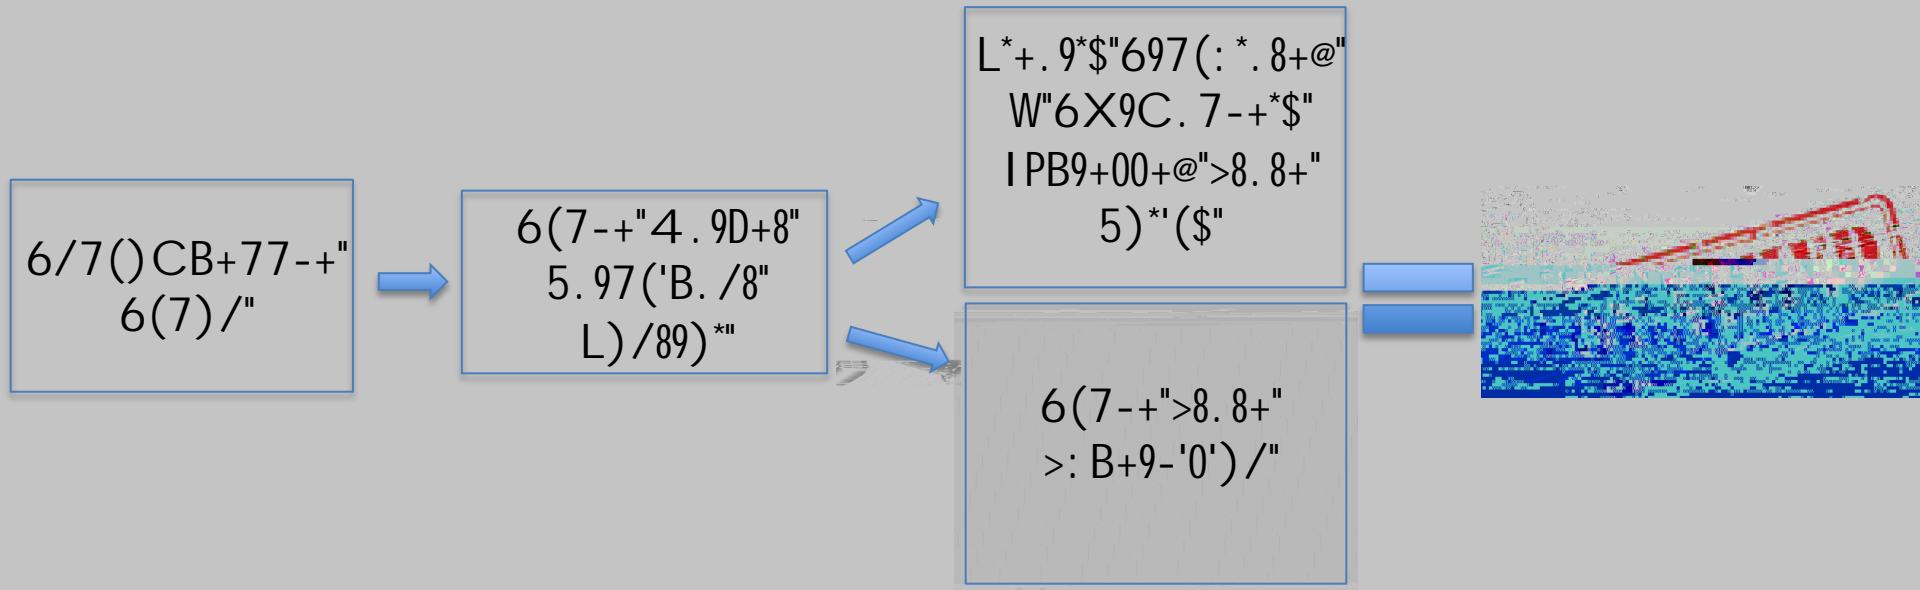 6/7()CB+77-+"
6(7)/"
6(7-+"4.9D+8"
5.97('B./8"
L)/89)*"
L*+.9*$"697(:*.8+@"
W"6X9C.7-+*$"
IPB9+00+@">8.8+"
5)*'($"
6(7-+">8.8+"
>:B+9-'0')/"